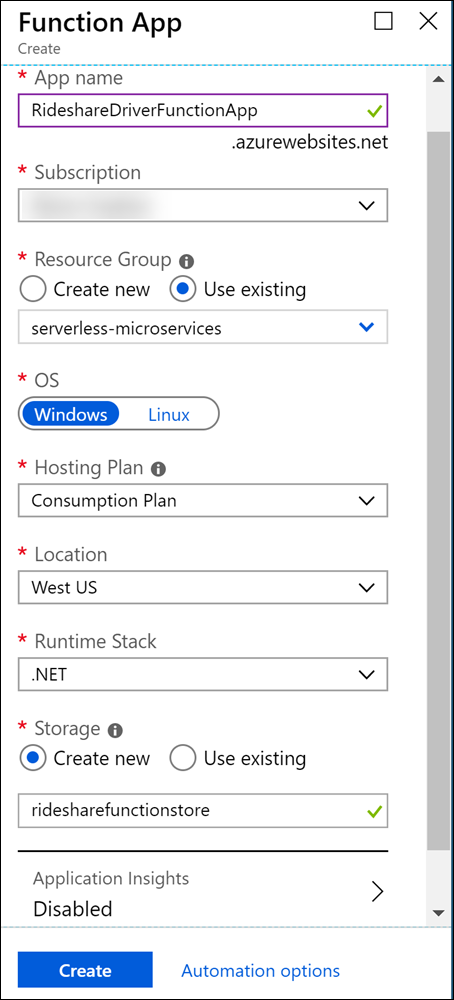 Function App
Create
* App name
RideshareDriverFunctionApp
.azurewebsites.net
* Subscription
* Resource Group
Create new Use existing
serverless-microservices
* OS
Windows Linux
* Hosting Plan
Consumption Plan
* Location
West US
* Runtime Stack
.NET
* Storage
Create new Use existing
ridesharefunctionstore
Application Insights
Disabled
Create Automation options